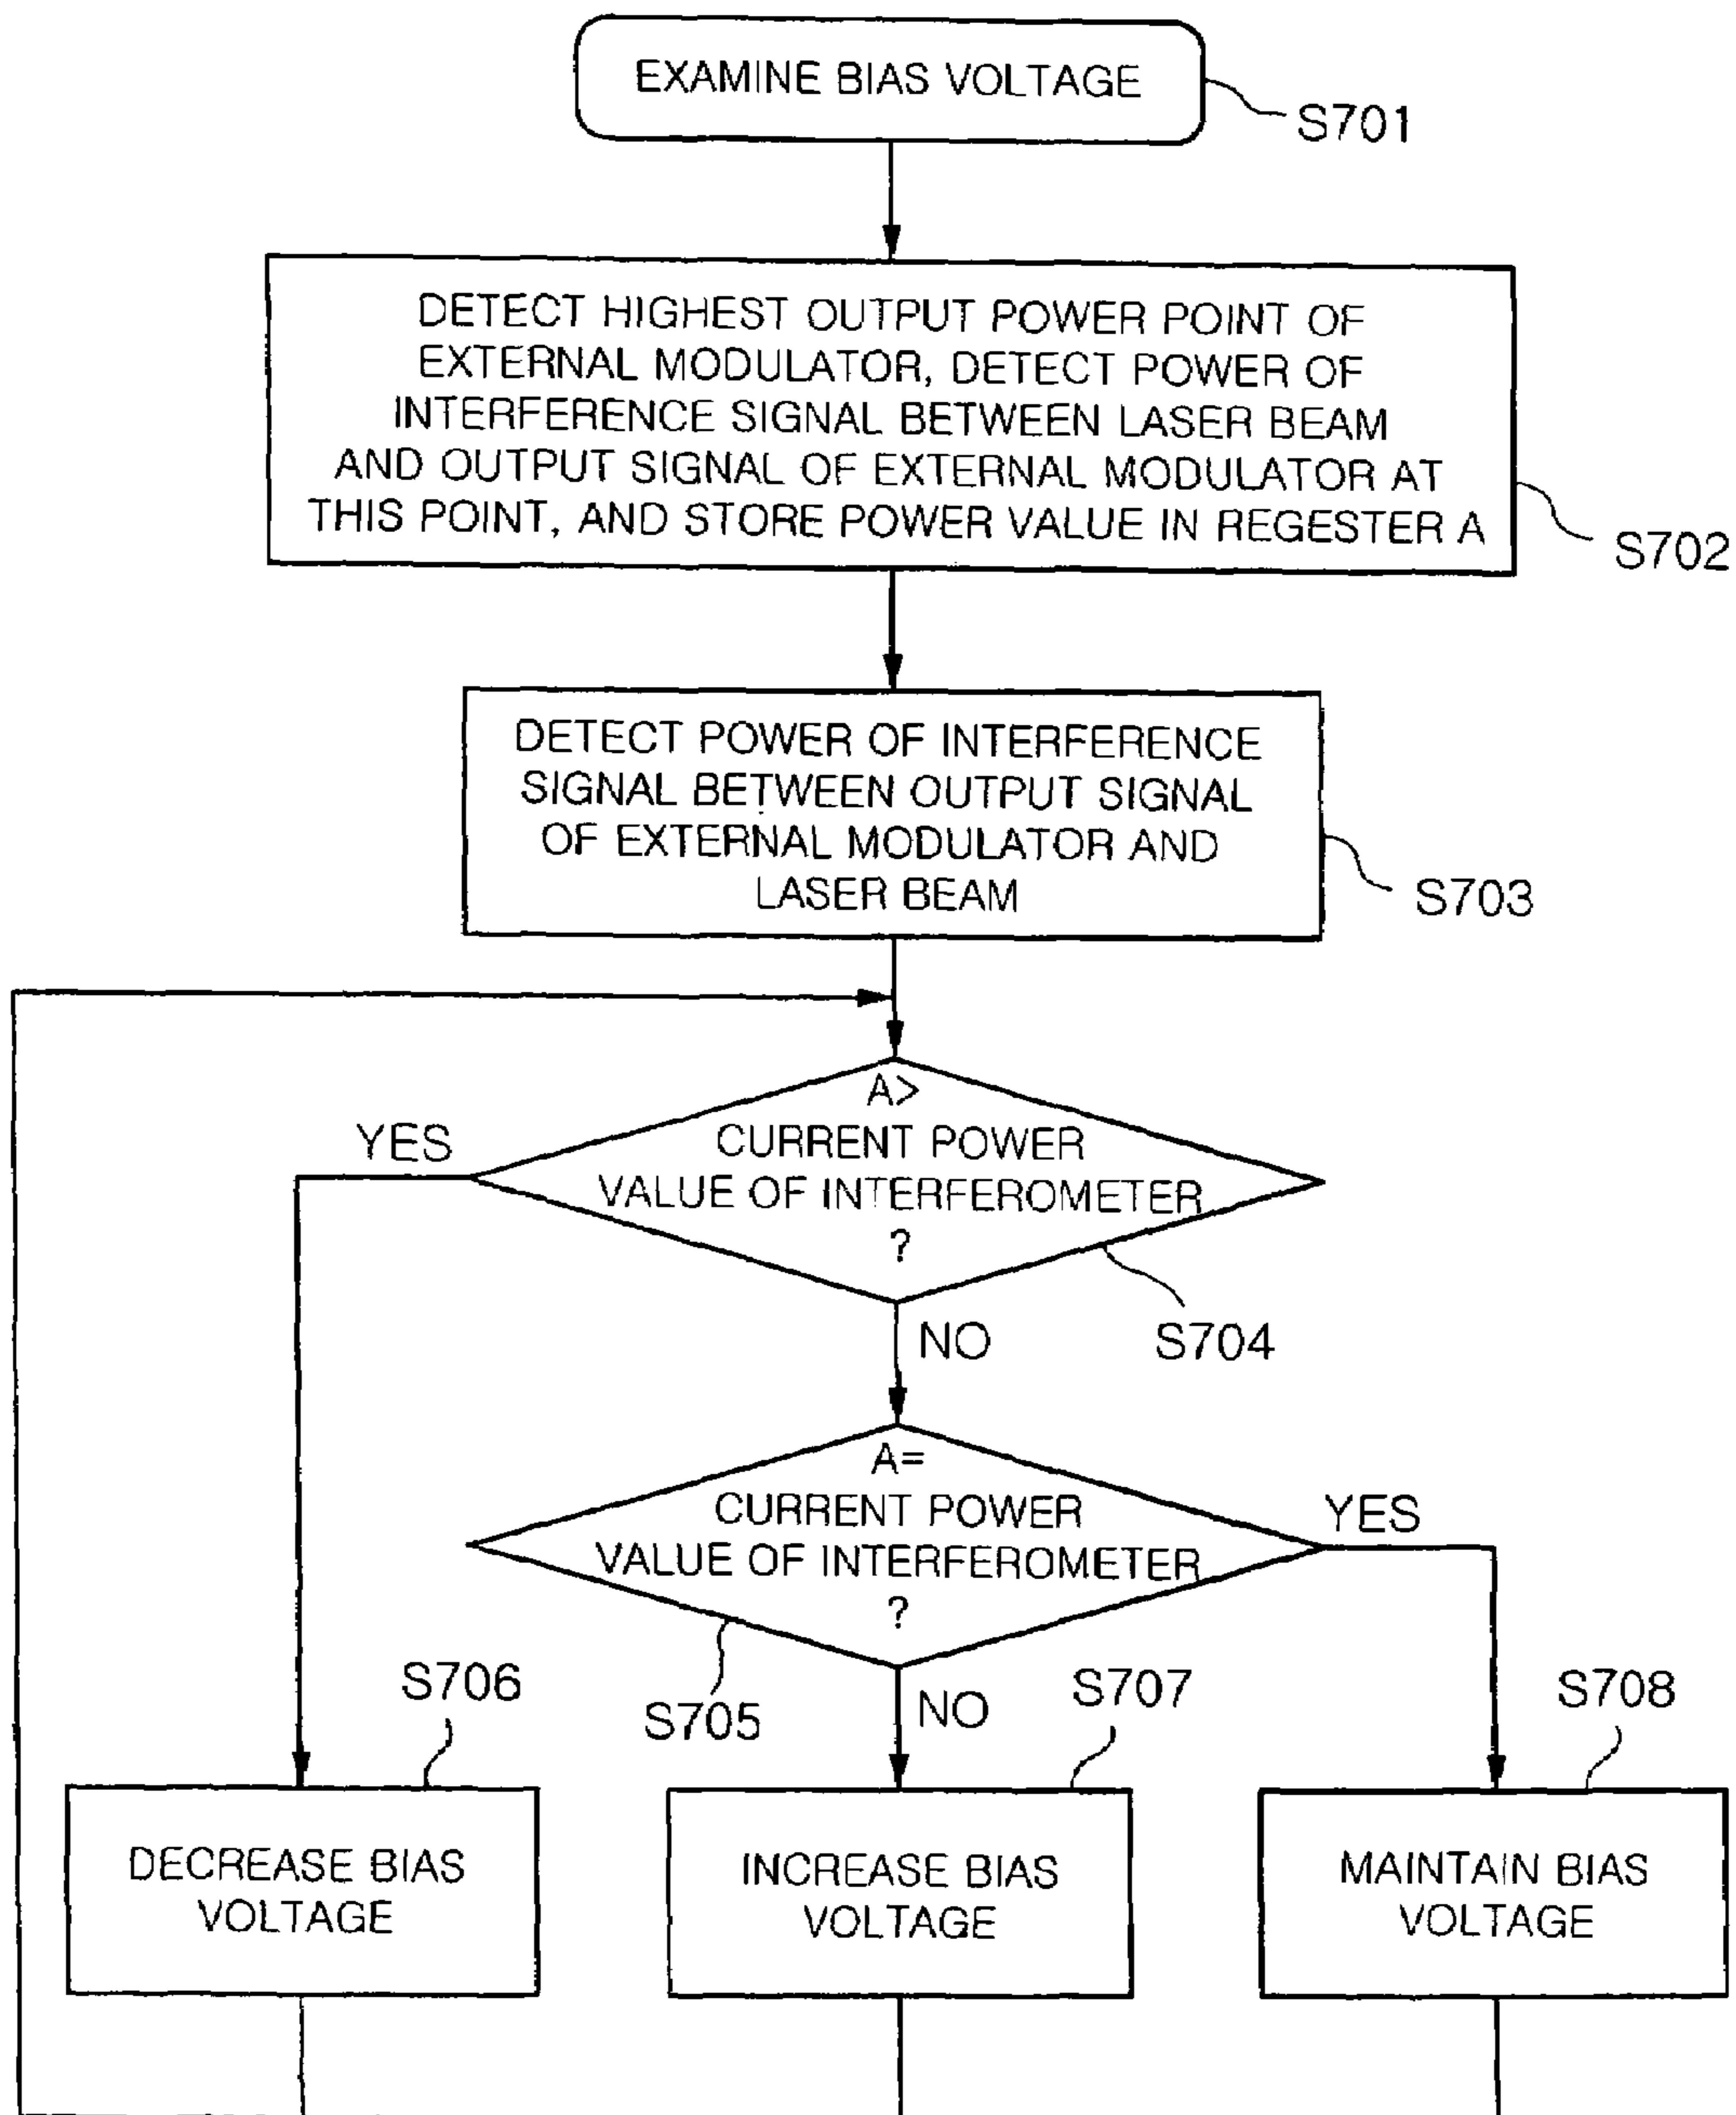 EXAMINE BIAS VOLTAGE
S701
DETECT HIGHEST OUTPUT POWER POINT OF
EXTERNAL MODULATOR, DETECT POWER OF
INTERFERENCE SIGNAL BETWEEN LASER BEAM
AND OUTPUT SIGNAL OF EXTERNAL MODULATOR AT
THIS POINT, AND STORE POWER VALUE IN REGESTER A
S702
DETECT POWER OF INTERFERENCE
SIGNAL BETWEEN OUTPUT SIGNAL
OF EXTERNAL MODULATOR AND
LASER BEAM
S703
A>
CURRENT POWER
VALUE OF INTERFEROMETER
?
YES
NO
S704
A=
CURRENT POWER
VALUE OF INTERFEROMETER
?
YES
S705
NO
S706
S707
S708
DECREASE BIAS
VOLTAGE
INCREASE BIAS
VOLTAGE
MAINTAIN BIAS
VOLTAGE